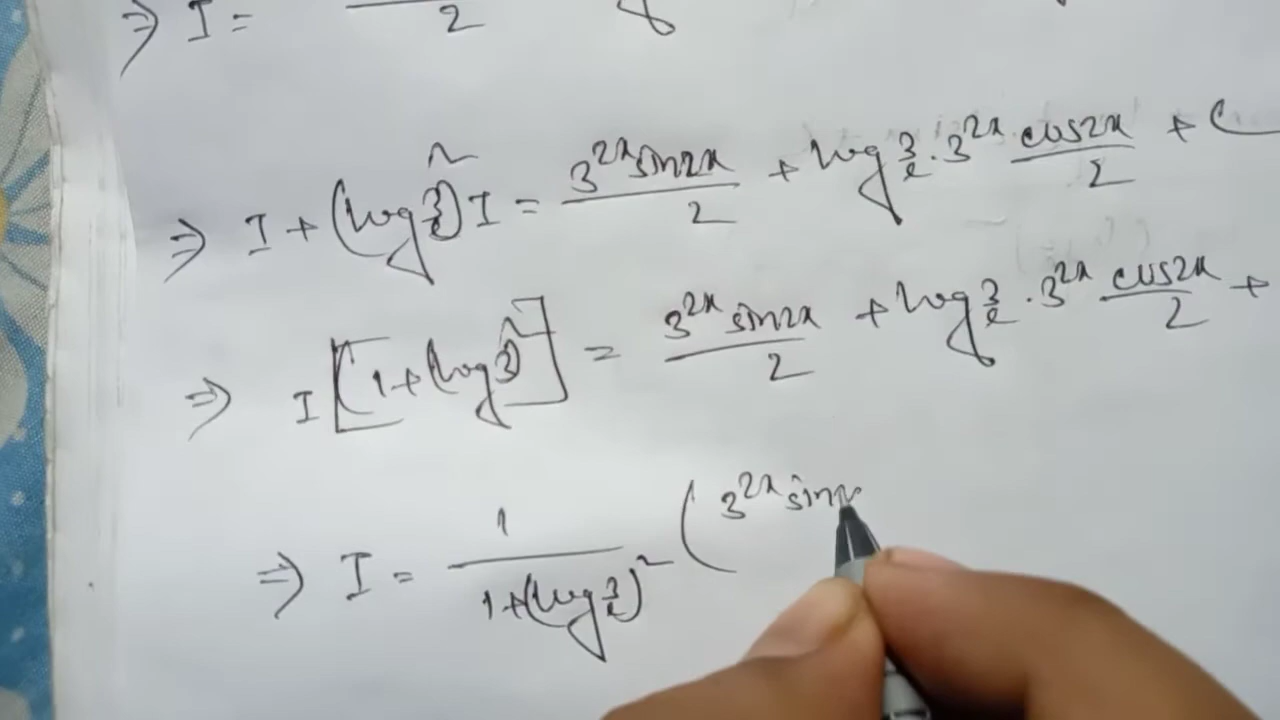 ⇒ I = 2
⇒ I + (log 3/e)² I = 3^2x sin2x / 2 + log 3/e · 3^2x cos2x / 2 + C
⇒ I [1 + (log 3)²] = 3^2x sin2x / 2 + log 3/e · 3^2x cos2x / 2 +
⇒ I = 1 / 1 + (log 3/e)² ( 3^2x sin